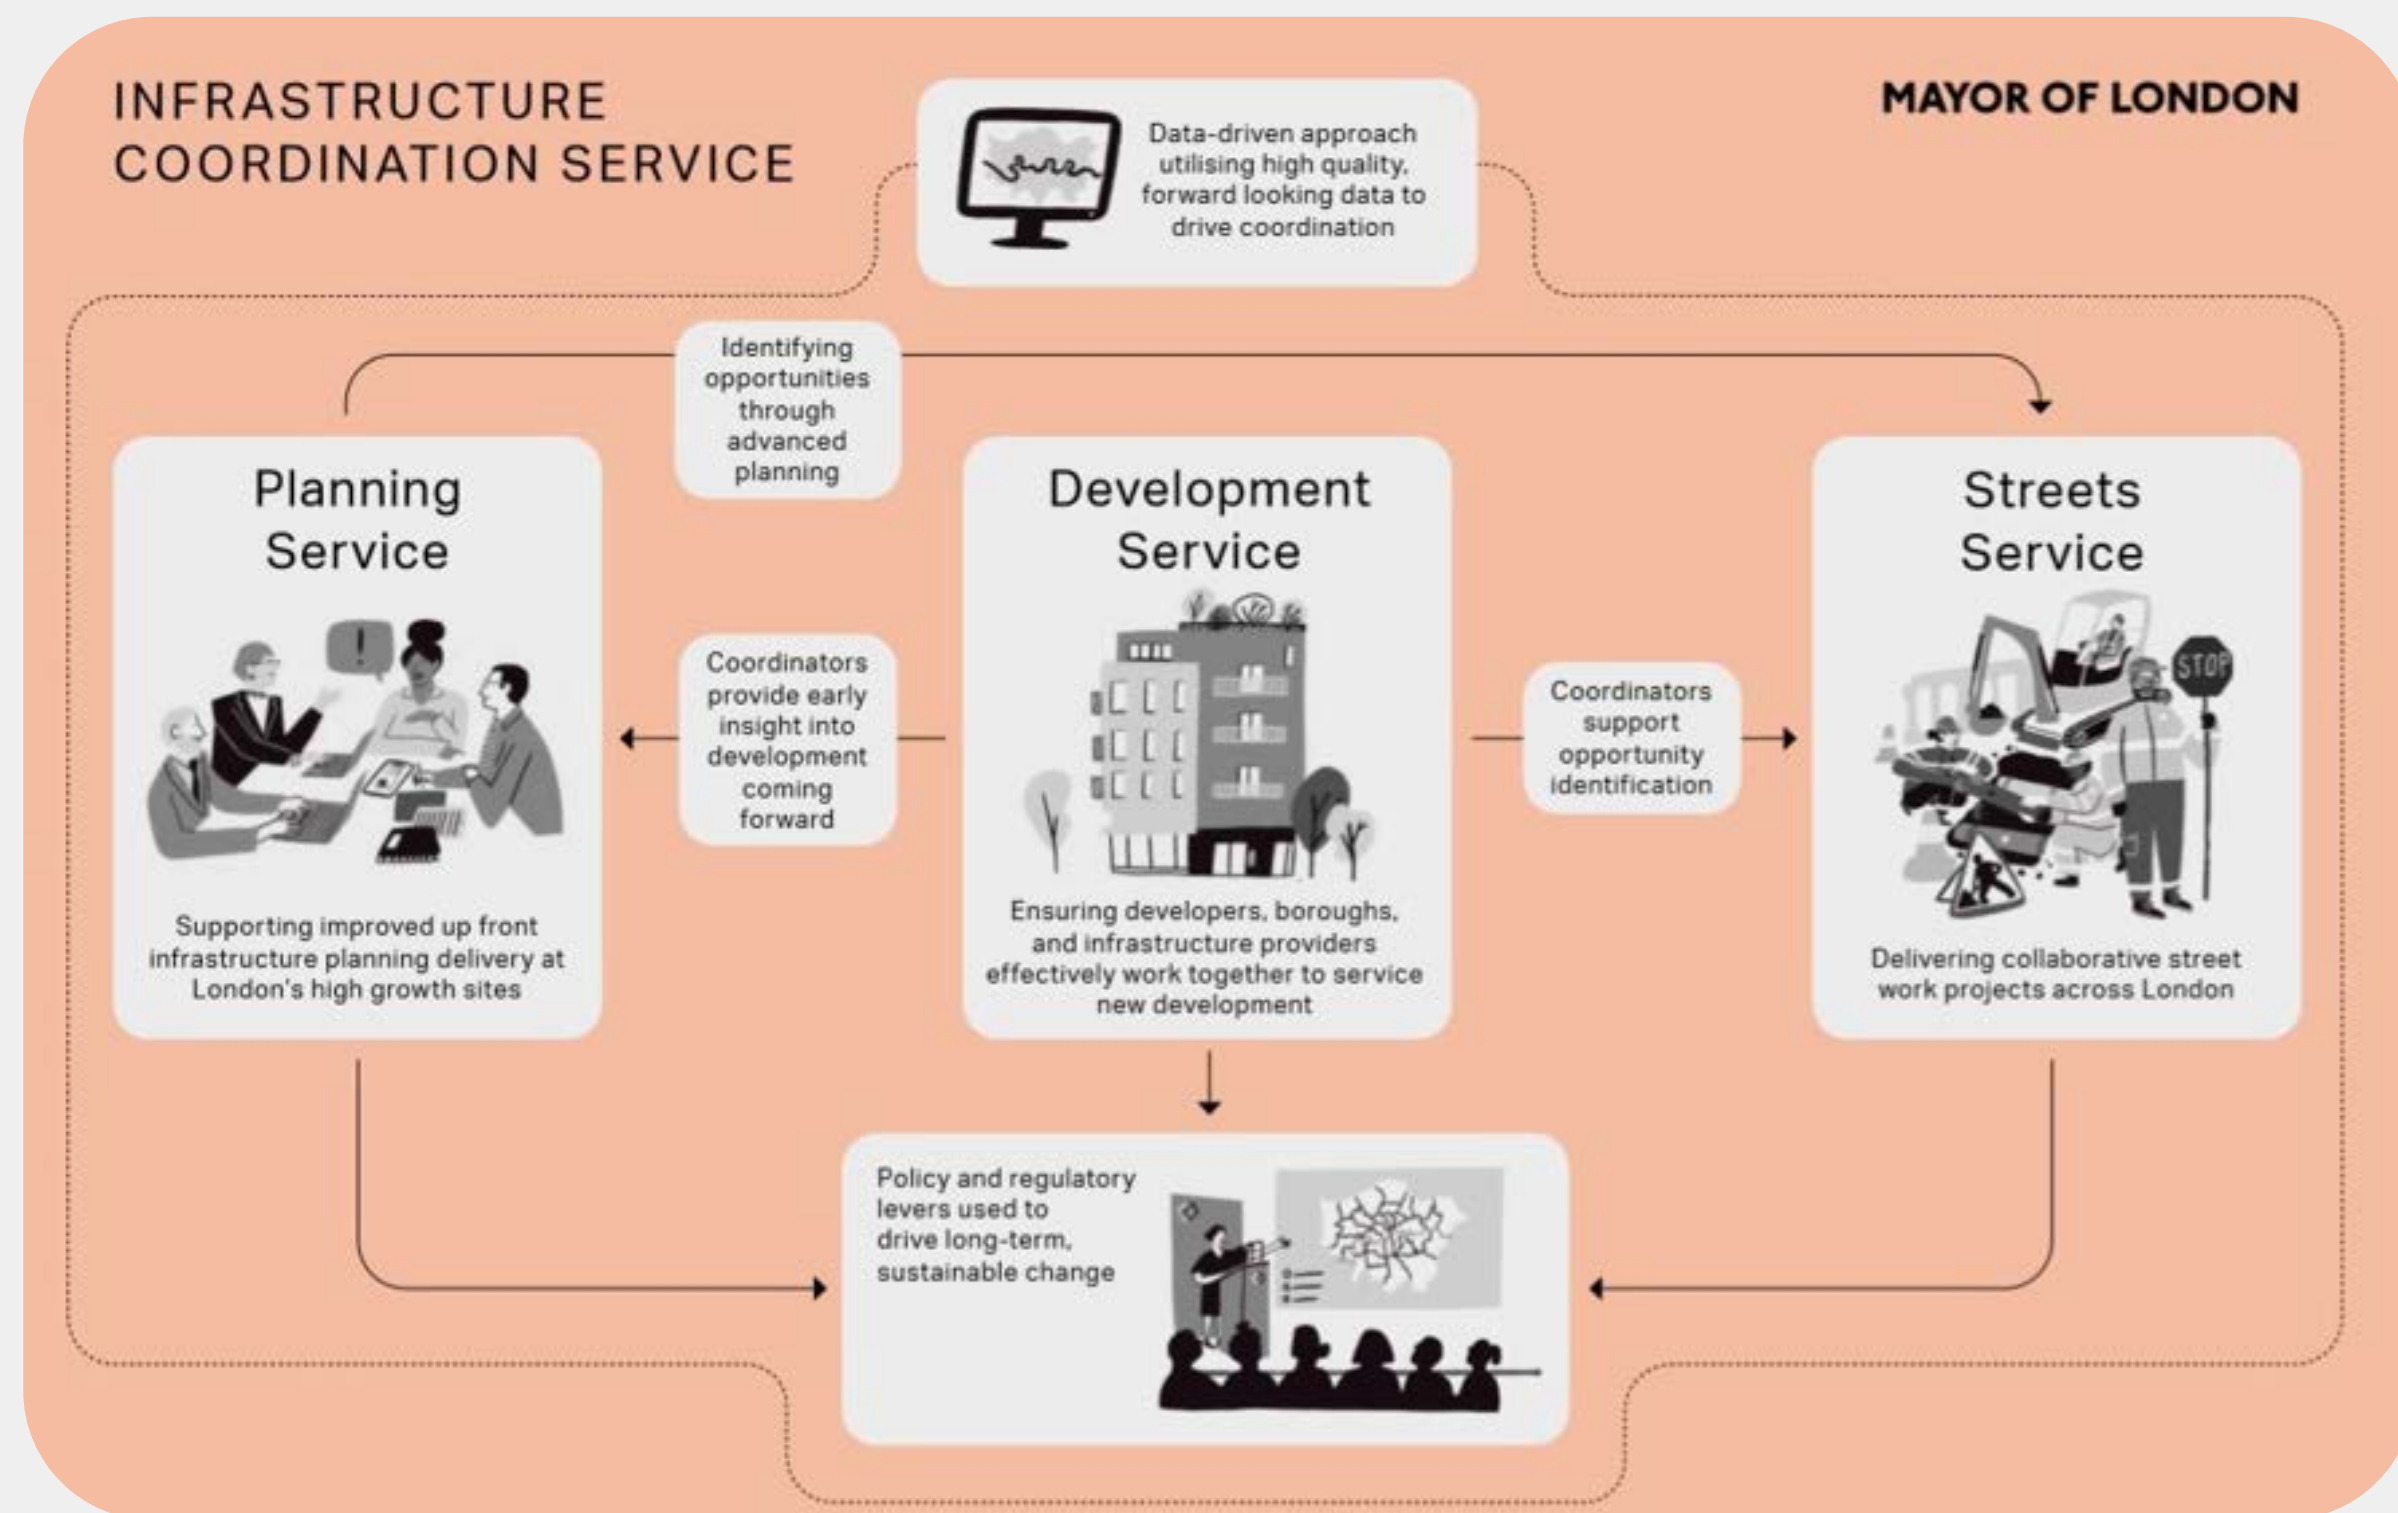 INFRASTRUCTURE
COORDINATION SERVICE
MAYOR OF LONDON
Data-driven approach
utilising high quality,
forward looking data to
drive coordination
Identifying
opportunities
through
advanced
planning
Planning
Service
Supporting improved up front
infrastructure planning delivery at
London's high growth sites
Coordinators
provide early
insight into
development
coming
forward
Development
Service
Ensuring developers, boroughs,
and infrastructure providers
effectively work together to service
new development
Coordinators
support
opportunity
identification
Streets
Service
STOP
Delivering collaborative street
work projects across London
Policy and regulatory
levers used to
drive long-term,
sustainable change